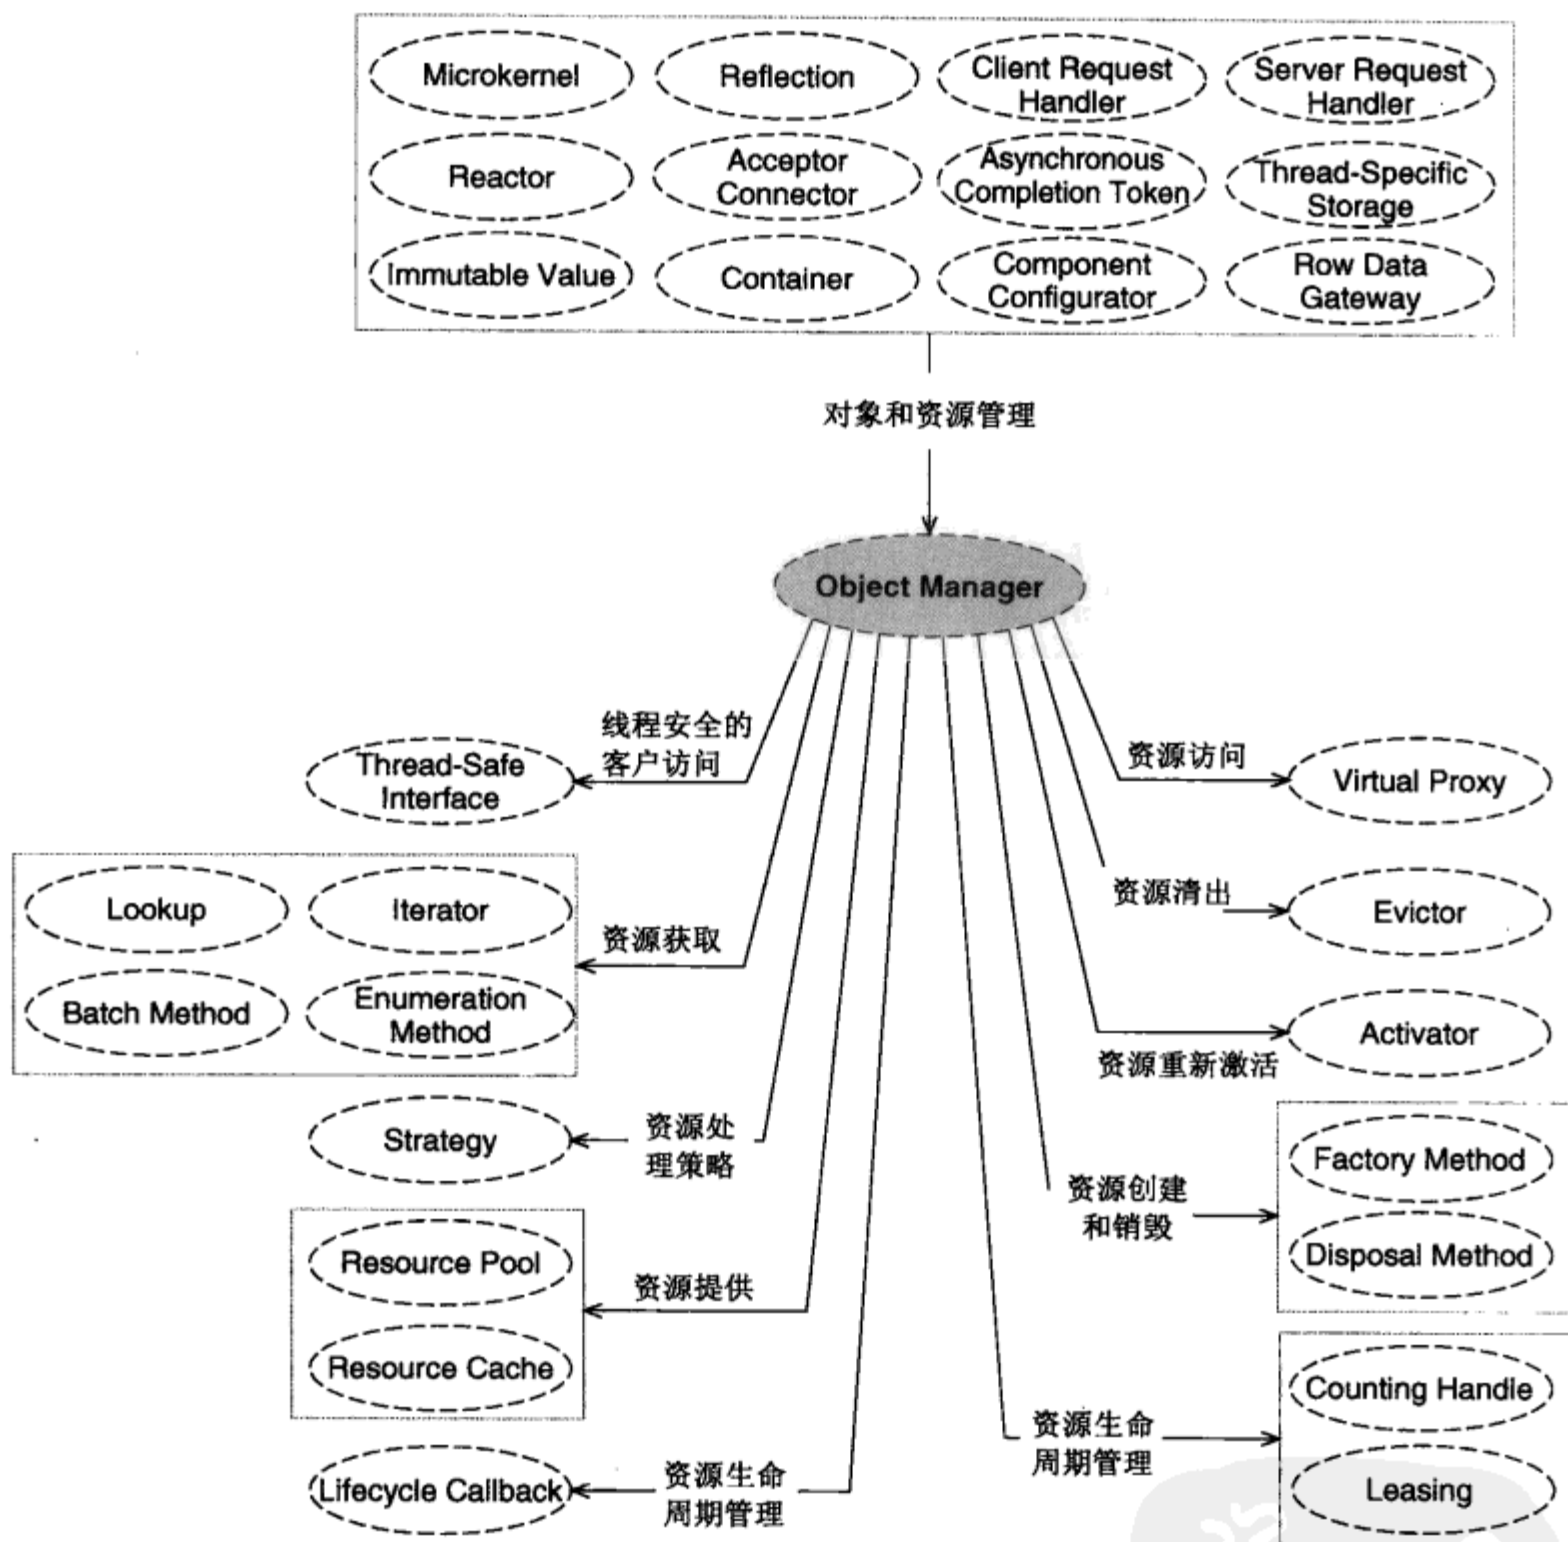 Microkernel
Reflection
Client Request
Handler
Server Request
Handler
Reactor
Acceptor
Connector
Asynchronous
Completion Token
Thread-Specific
Storage
Immutable Value
Container
Component
Configurator
Row Data
Gateway
对象和资源管理
Object Manager
线程安全的
客户访问
Thread-Safe
Interface
资源访问
Virtual Proxy
Lookup
Iterator
资源获取
Batch Method
Enumeration
Method
资源清出
Evictor
Activator
资源重新激活
Strategy
资源处
理策略
资源创建
和销毁
Factory Method
Disposal Method
Resource Pool
资源提供
Resource Cache
资源生命
周期管理
Counting Handle
Leasing
Lifecycle Callback
资源生命
周期管理